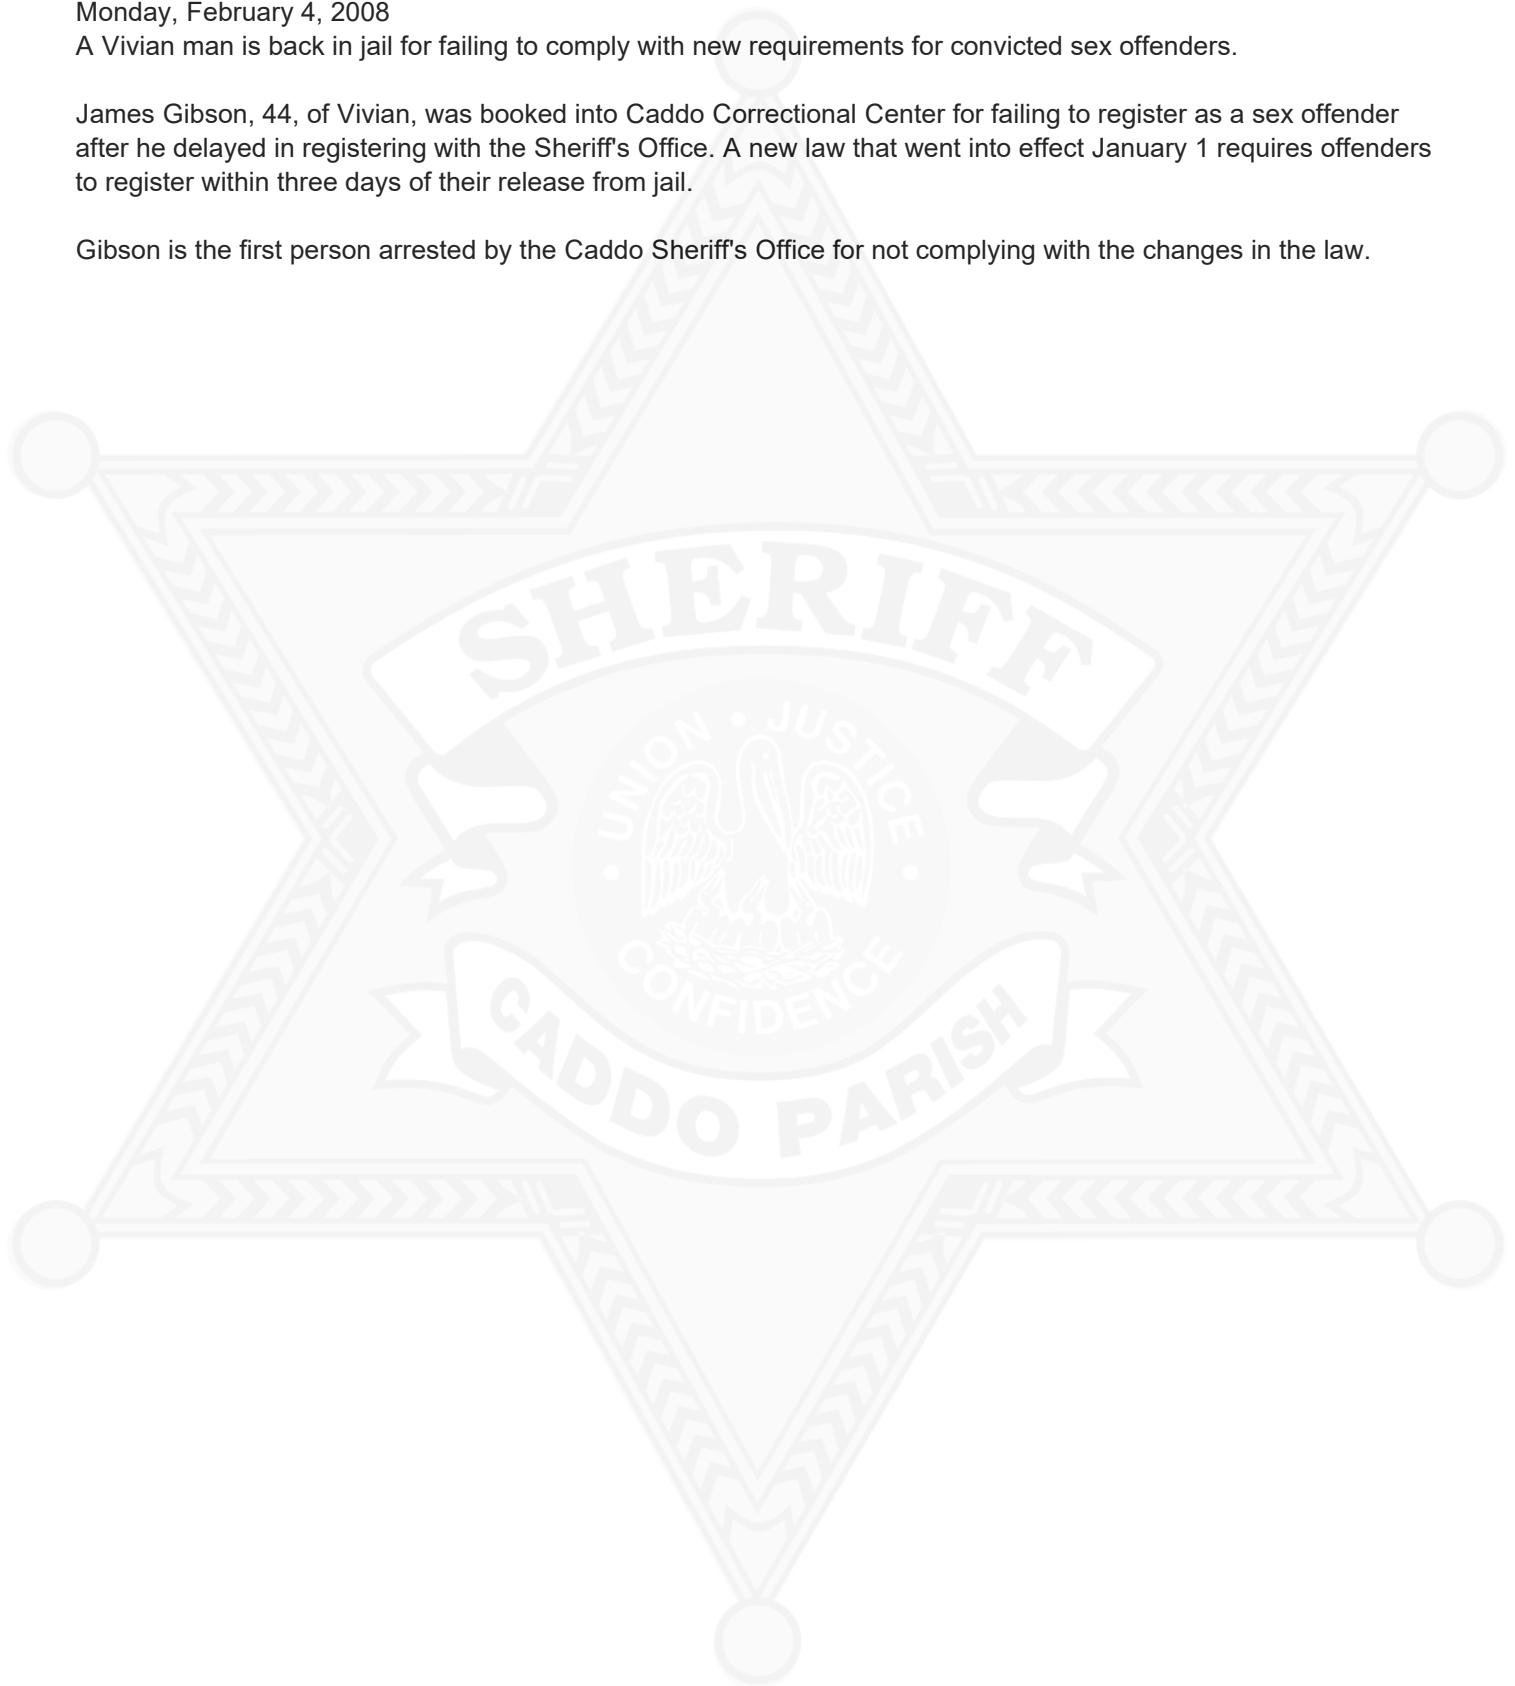 Monday, February 4, 2008
A Vivian man is back in jail for failing to comply with new requirements for convicted sex offenders.
James Gibson, 44, of Vivian, was booked into Caddo Correctional Center for failing to register as a sex offender
after he delayed in registering with the Sheriff's Office. A new law that went into effect January 1 requires offenders
to register within three days of their release from jail.
Gibson is the first person arrested by the Caddo Sheriff's Office for not complying with the changes in the law.
SHERIFF
UNION • JUSTICE
• CONFIDENCE •
CADDO PARISH